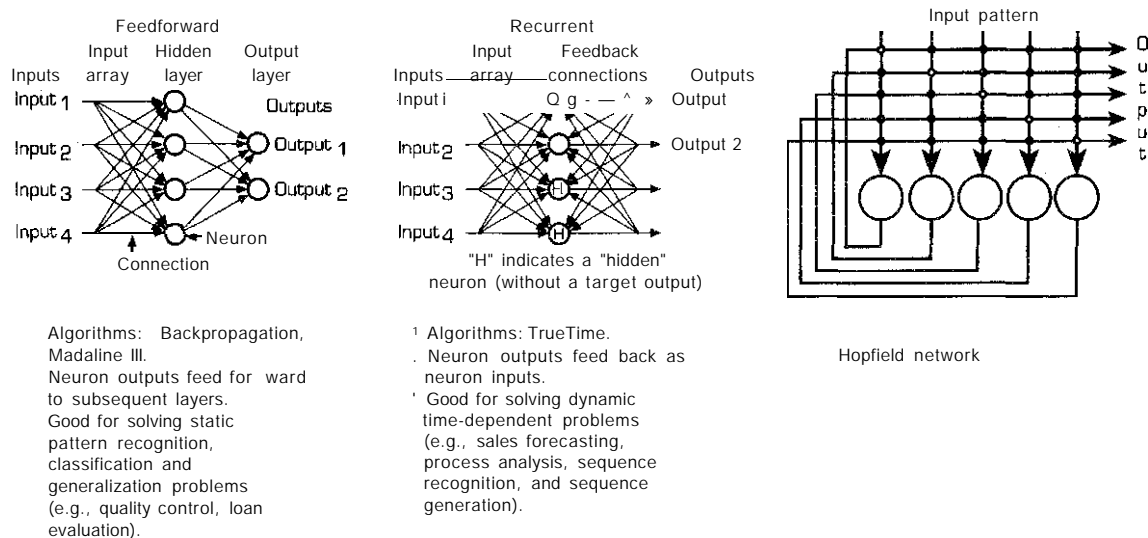 Feedforward
Input Hidden Output
Inputs array layer layer
Input 1
Outputs
Input 2
Output 1
Input 3
Output 2
Input 4
Neuron
Connection
Algorithms: Backpropagation,
Madaline III.
Neuron outputs feed for ward
to subsequent layers.
Good for solving static
pattern recognition,
classification and
generalization problems
(e.g., quality control, loan
evaluation).
Recurrent
Input Feedback
Inputs array connections Outputs
Input i Q g - — ^ » Output
Input 2 Output 2
Input 3 H
Input 4 H
"H" indicates a "hidden"
neuron (without a target output)
¹ Algorithms: TrueTime.
. Neuron outputs feed back as
neuron inputs.
' Good for solving dynamic
time-dependent problems
(e.g., sales forecasting,
process analysis, sequence
recognition, and sequence
generation).
Input pattern
Output
Hopfield network